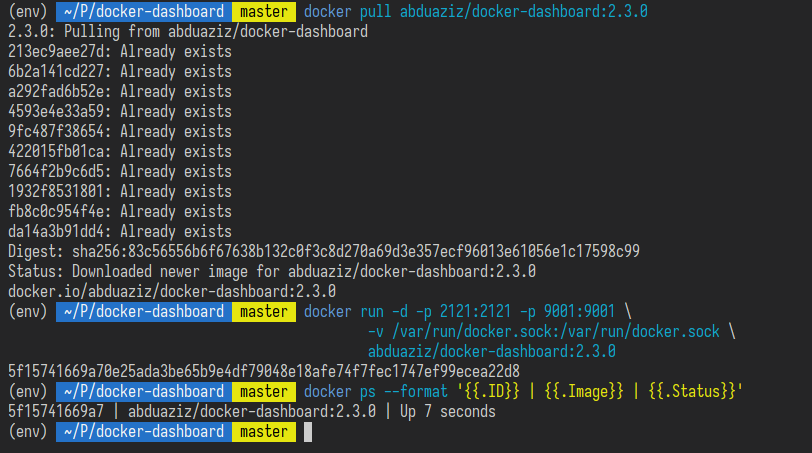 (env) ~/P/docker-dashboard master docker pull abduaziz/docker-dashboard:2.3.0
2.3.0: Pulling from abduaziz/docker-dashboard
213ec9aee27d: Already exists
6b2a141cd227: Already exists
a292fad6b52e: Already exists
4593e4e33a59: Already exists
9fc487f38654: Already exists
422015fb01ca: Already exists
7664f2b9c6d5: Already exists
1932f8531801: Already exists
fb8c0c954f4e: Already exists
da14a3b91dd4: Already exists
Digest: sha256:83c56556b6f67638b132c0f3c8d270a69d3e357ecf96013e61056e1c17598c99
Status: Downloaded newer image for abduaziz/docker-dashboard:2.3.0
docker.io/abduaziz/docker-dashboard:2.3.0
(env) ~/P/docker-dashboard master docker run -d -p 2121:2121 -p 9001:9001 \
-v /var/run/docker.sock:/var/run/docker.sock \
abduaziz/docker-dashboard:2.3.0
5f15741669a70e25ada3be65b9e4df79048e18afe74f7fec1747ef99ecea22d8
(env) ~/P/docker-dashboard master docker ps --format '{{.ID}} | {{.Image}} | {{.Status}}'
5f15741669a7 | abduaziz/docker-dashboard:2.3.0 | Up 7 seconds
(env) ~/P/docker-dashboard master